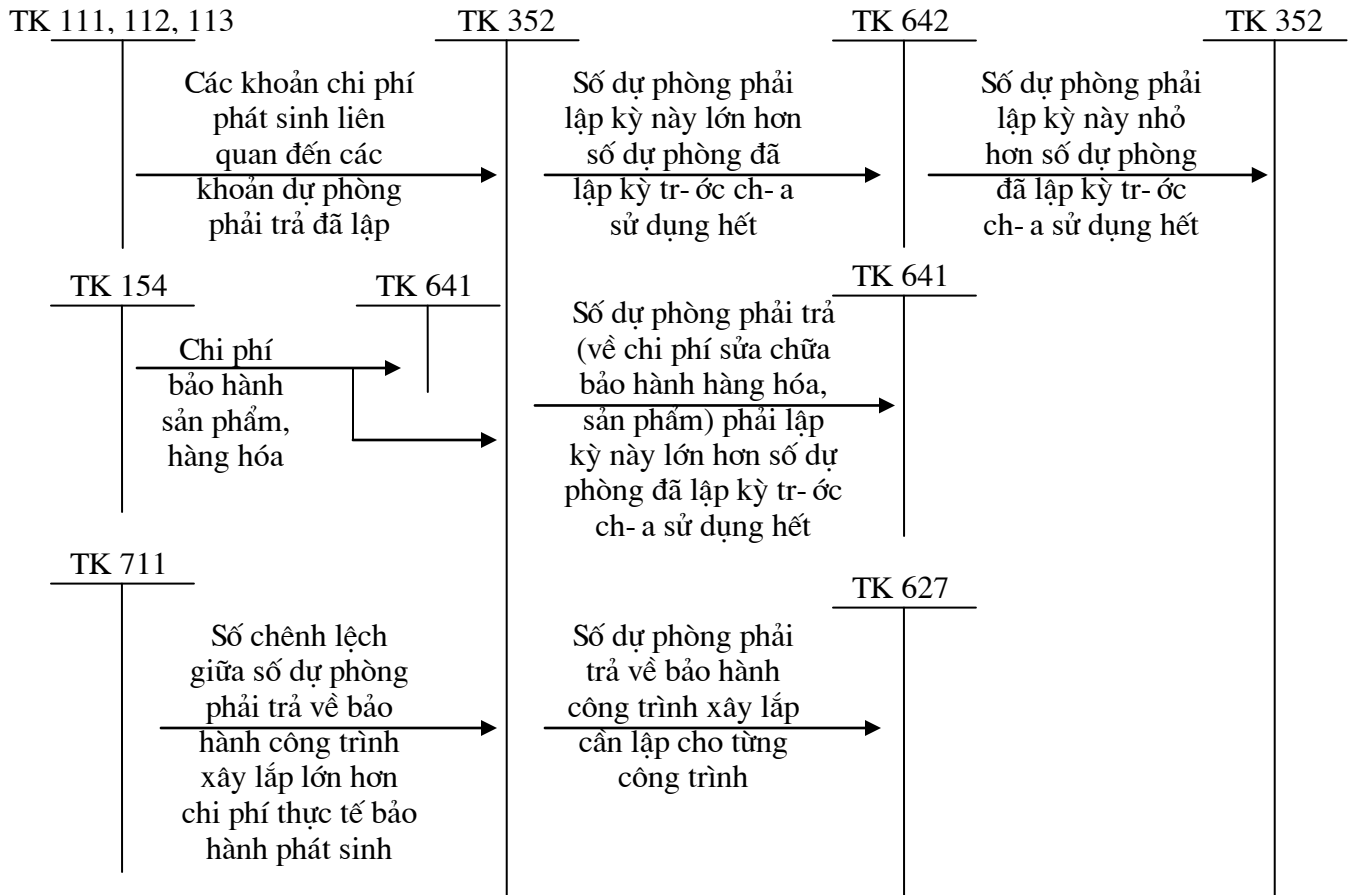 TK 111, 112, 113
TK 352
TK 642
TK 352
Các khoản chi phí
phát sinh liên
quan đến các
khoản dự phòng
phải trả đã lập
Số dự phòng phải
lập kỳ này lớn hơn
số dự phòng đã
lập kỳ tr- ớc ch- a
sử dụng hết
Số dự phòng phải
lập kỳ này nhỏ
hơn số dự phòng
đã lập kỳ tr- ớc
ch- a sử dụng hết
TK 154
TK 641
TK 641
Chi phí
bảo hành
sản phẩm,
hàng hóa
Số dự phòng phải trả
(về chi phí sửa chữa
bảo hành hàng hóa,
sản phẩm) phải lập
kỳ này lớn hơn số dự
phòng đã lập kỳ tr- ớc
ch- a sử dụng hết
TK 711
TK 627
Số chênh lệch
giữa số dự phòng
phải trả về bảo
hành công trình
xây lắp lớn hơn
chi phí thực tế bảo
hành phát sinh
Số dự phòng phải
trả về bảo hành
công trình xây lắp
cần lập cho từng
công trình